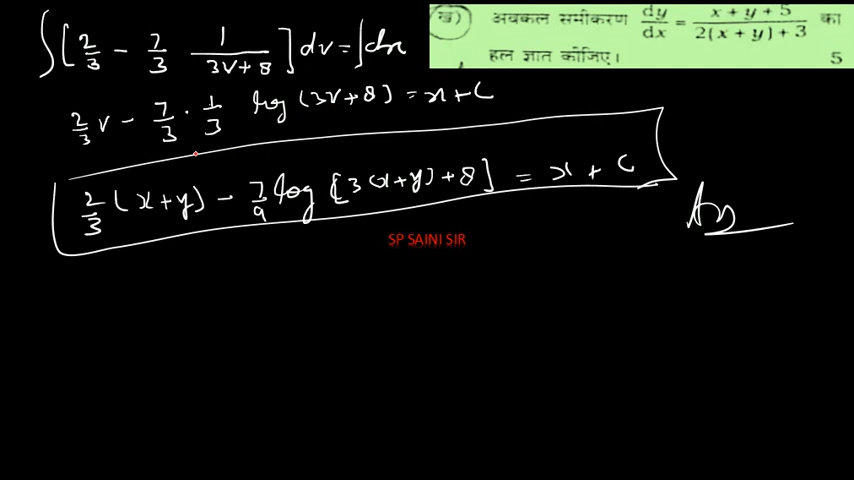 ∫[2/3 - 7/3 1/(3v+8)] dv = ∫dx
2/3 v - 7/3 · 1/3 log (3v+8) = x + c
2/3 (x+y) - 7/9 log [3(x+y)+8] = x + c
Ans
ख) अवकल समीकरण dy/dx = (x + y + 5)/(2(x + y) + 3) का
हल ज्ञात कीजिए। 5
SP SAINI SIR